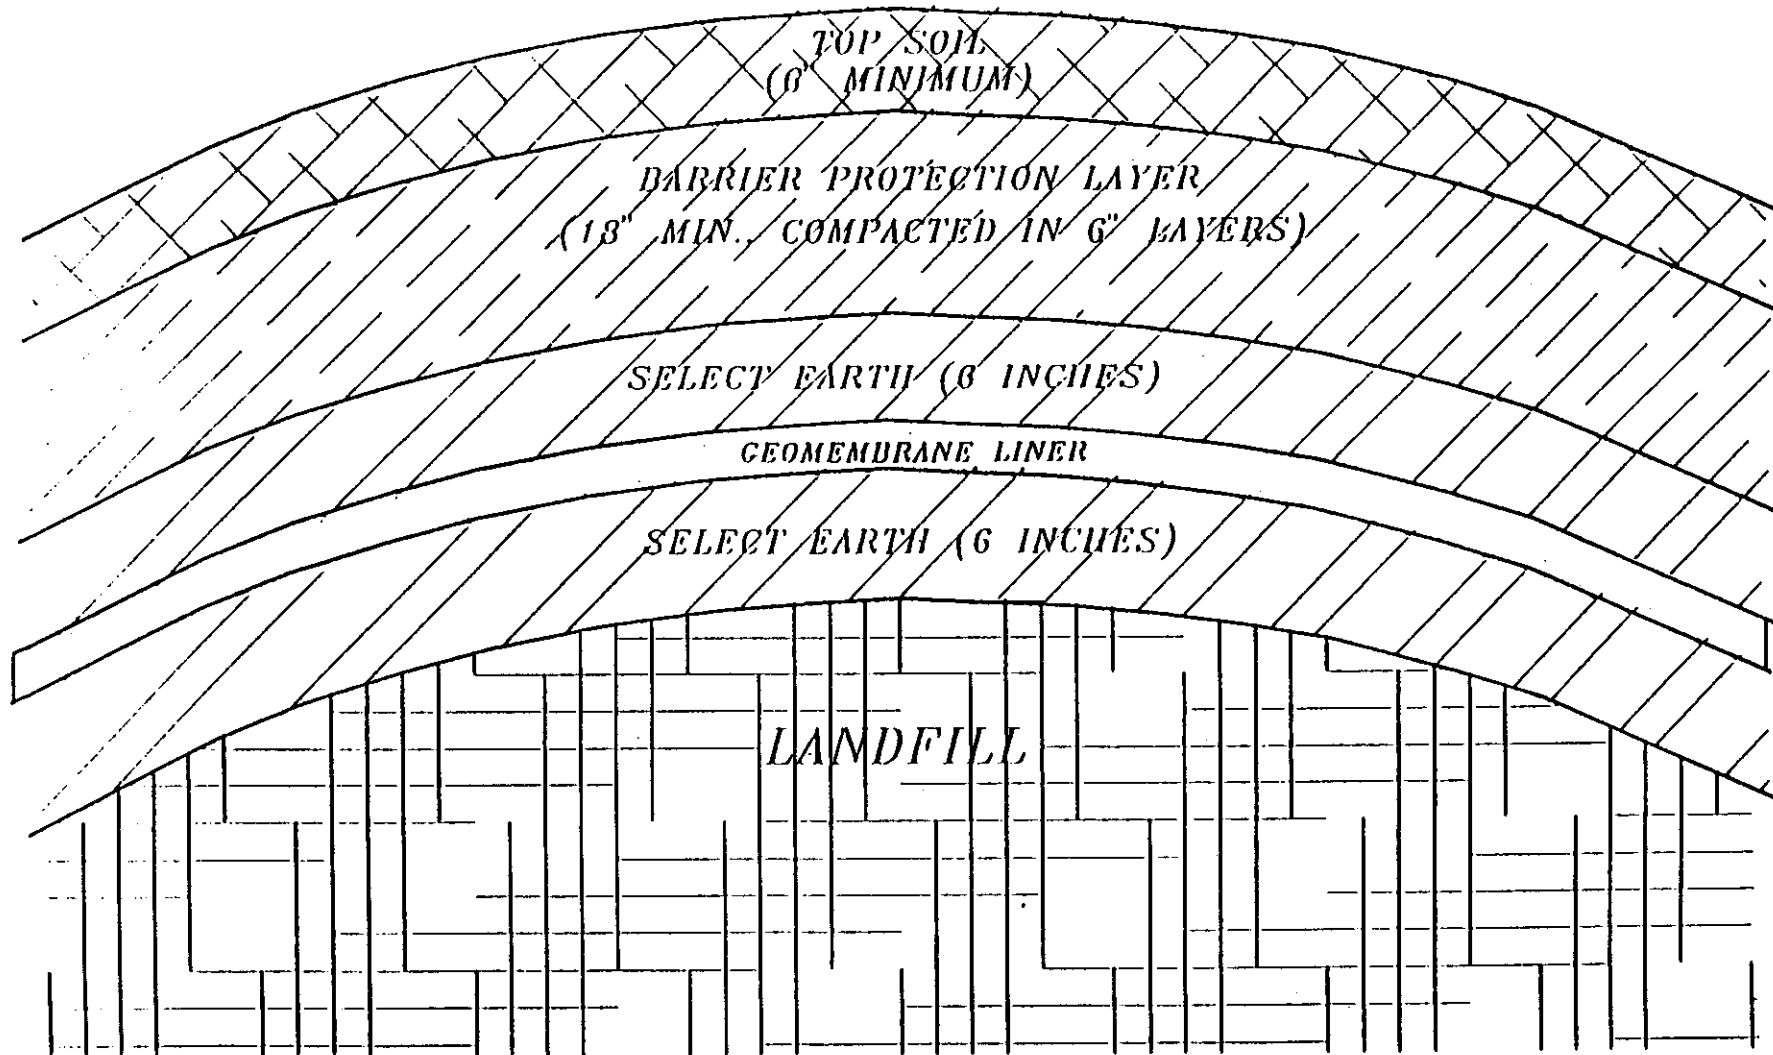 TOP SOIL
(6" MINIMUM)
BARRIER PROTECTION LAYER
(18" MIN., COMPACTED IN 6" LAYERS)
SELECT EARTH (6 INCHES)
GEOMEMBRANE LINER
SELECT EARTH (6 INCHES)
LANDFILL